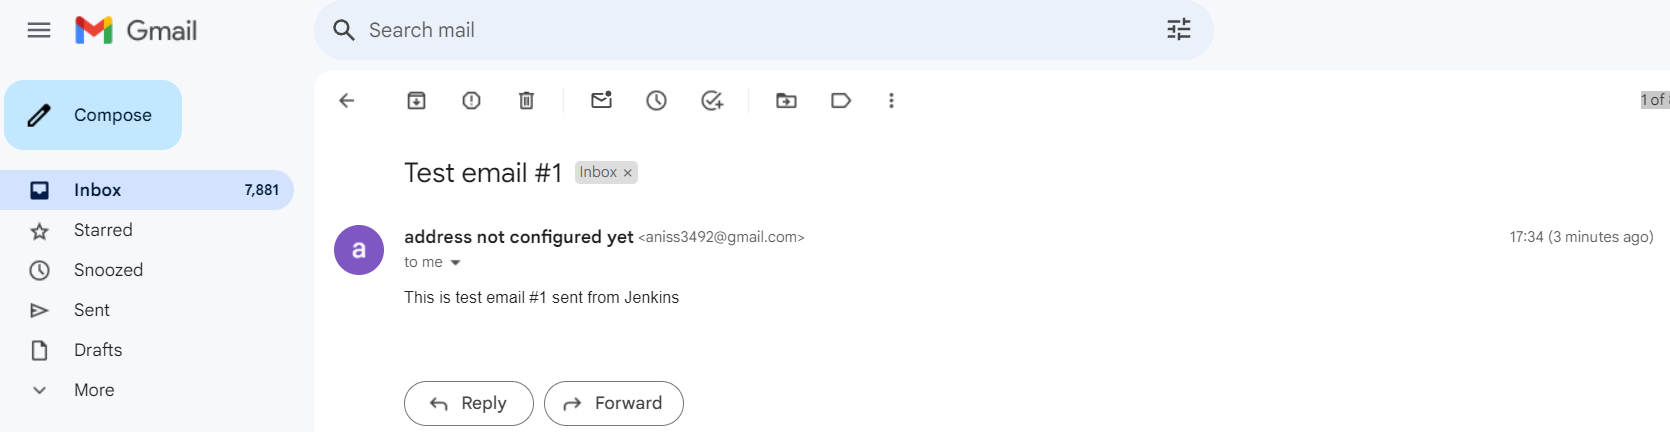 Gmail
Search mail
Compose
1 of
Test email #1 Inbox ×
Inbox 7,881
Starred
address not configured yet <aniss3492@gmail.com> 17:34 (3 minutes ago)
a
to me
Snoozed
This is test email #1 sent from Jenkins
Sent
Drafts
More
Reply Forward